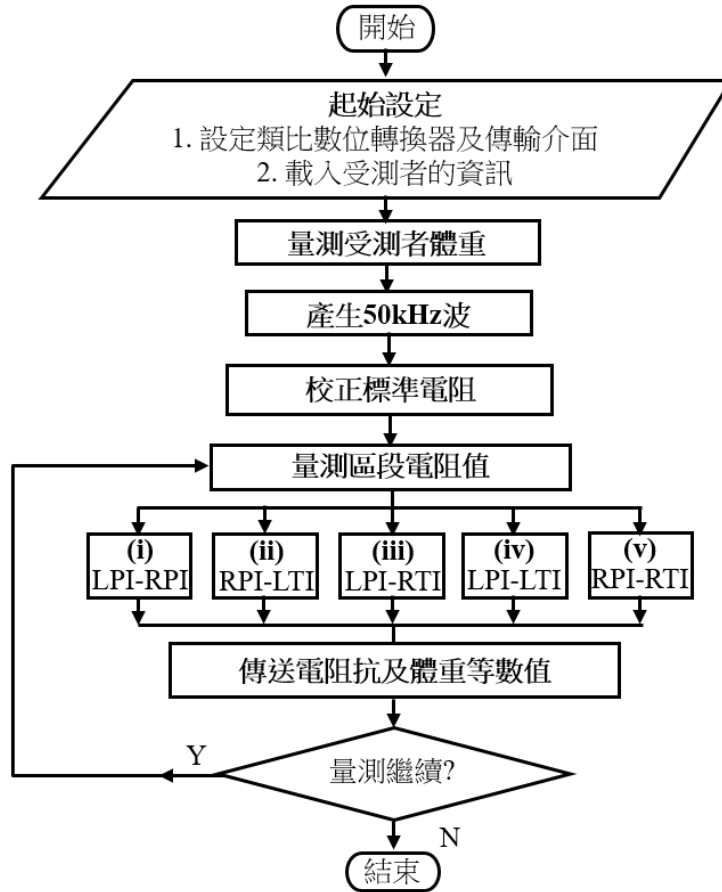 開始
起始設定
1. 設定類比數位轉換器及傳輸介面
2. 載入受測者的資訊
量測受測者體重
產生50kHz波
校正標準電阻
量測區段電阻值
(i)
LPI-RPI
(ii)
RPI-LTI
(iii)
LPI-RTI
(iv)
LPI-LTI
(v)
RPI-RTI
傳送電阻抗及體重等數值
量測繼續?
Y
N
結束